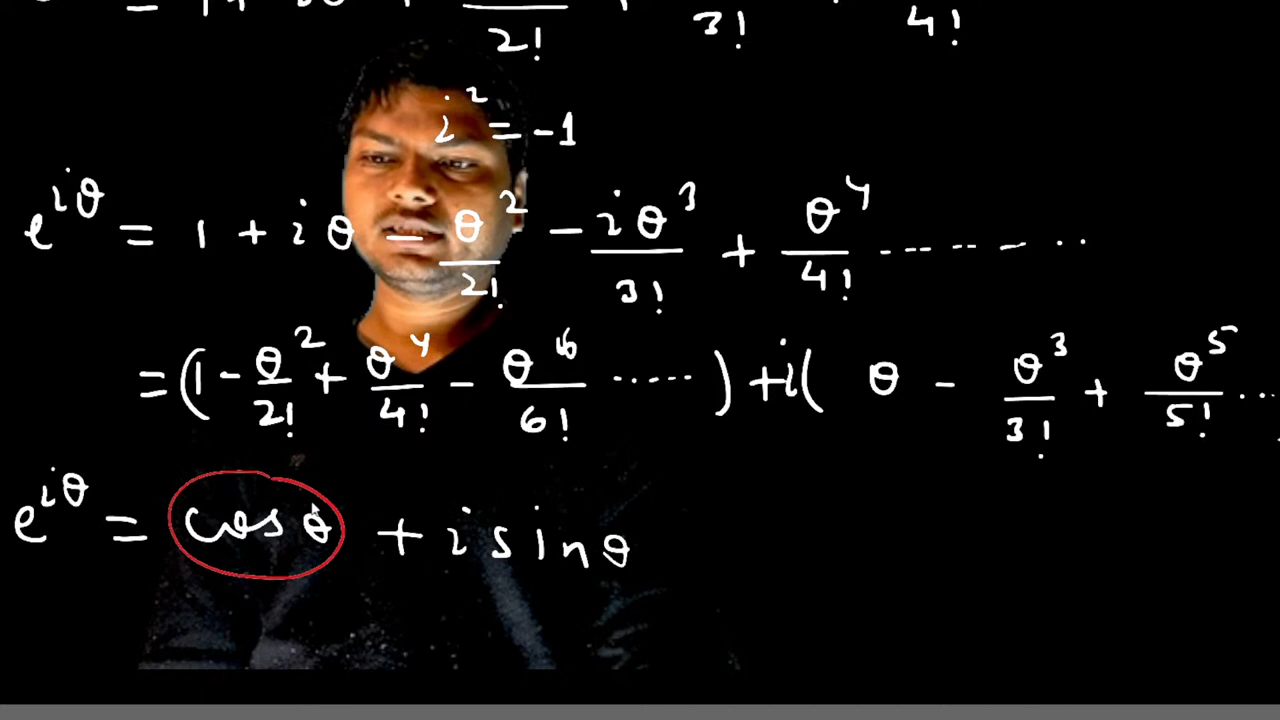 2! 3! 4!
i² = -1
e^{iθ} = 1 + iθ - θ²/2! - iθ³/3! + θ⁴/4! ----------
= (1 - θ²/2! + θ⁴/4! - θ⁶/6! ......) + i( θ - θ³/3! + θ⁵/5! ...
e^{iθ} = cos θ + i sin θ